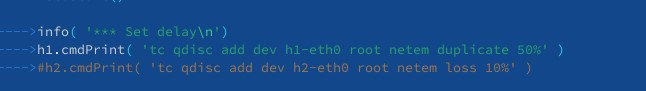 ---->info( '*** Set delay\n')
---->h1.cmdPrint( 'tc qdisc add dev h1-eth0 root netem duplicate 50%' )
---->#h2.cmdPrint( 'tc qdisc add dev h2-eth0 root netem loss 10%' )